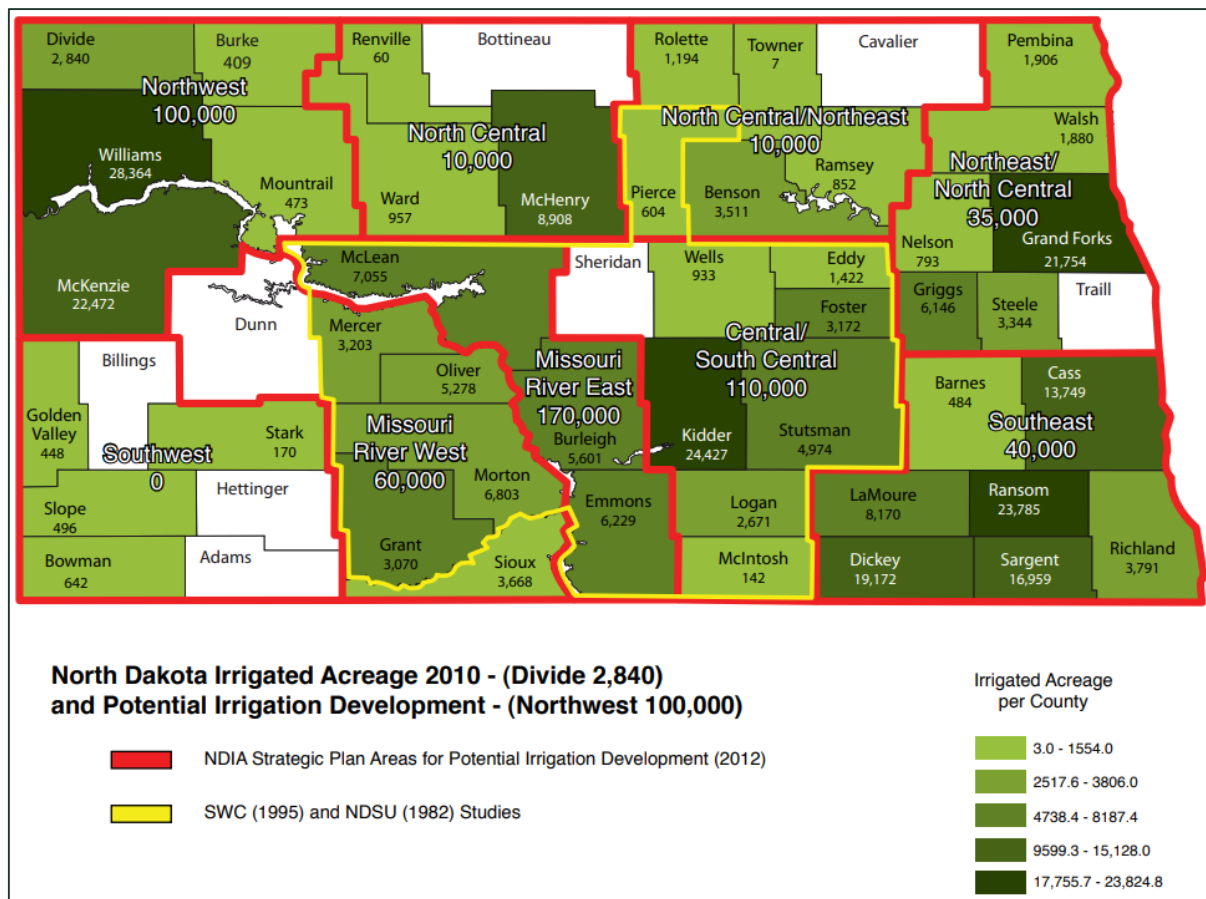 Divide
2, 840
Burke
409
Renville
60
Bottineau
Rolette
1,194
Towner
7
Cavalier
Pembina
1,906
Northwest
100,000
North Central
10,000
North Central/Northeast
10,000
Walsh
1,880
Williams
28,364
Mountrail
473
Ward
957
McHenry
8,908
Pierce
604
Benson
3,511
Ramsey
852
Northeast/
North Central
35,000
Nelson
793
Grand Forks
21,754
McKenzie
22,472
Dunn
McLean
7,055
Sheridan
Wells
933
Eddy
1,422
Foster
3,172
Griggs
6,146
Steele
3,344
Traill
Billings
Mercer
3,203
Oliver
5,278
Missouri
River East
170,000
Central/
South Central
110,000
Barnes
484
Cass
13,749
Golden
Valley
448
Southwest
0
Stark
170
Missouri
River West
60,000
Burleigh
5,601
Kidder
24,427
Stutsman
4,974
Southeast
40,000
Slope
496
Hettinger
Morton
6,803
Emmons
6,229
Logan
2,671
LaMoure
8,170
Ransom
23,785
Bowman
642
Adams
Grant
3,070
Sioux
3,668
McIntosh
142
Dickey
19,172
Sargent
16,959
Richland
3,791
North Dakota Irrigated Acreage 2010 - (Divide 2,840)
and Potential Irrigation Development - (Northwest 100,000)
NDIA Strategic Plan Areas for Potential Irrigation Development (2012)
SWC (1995) and NDSU (1982) Studies
Irrigated Acreage
per County
3.0 - 1554.0
2517.6 - 3806.0
4738.4 - 8187.4
9599.3 - 15,128.0
17,755.7 - 23,824.8